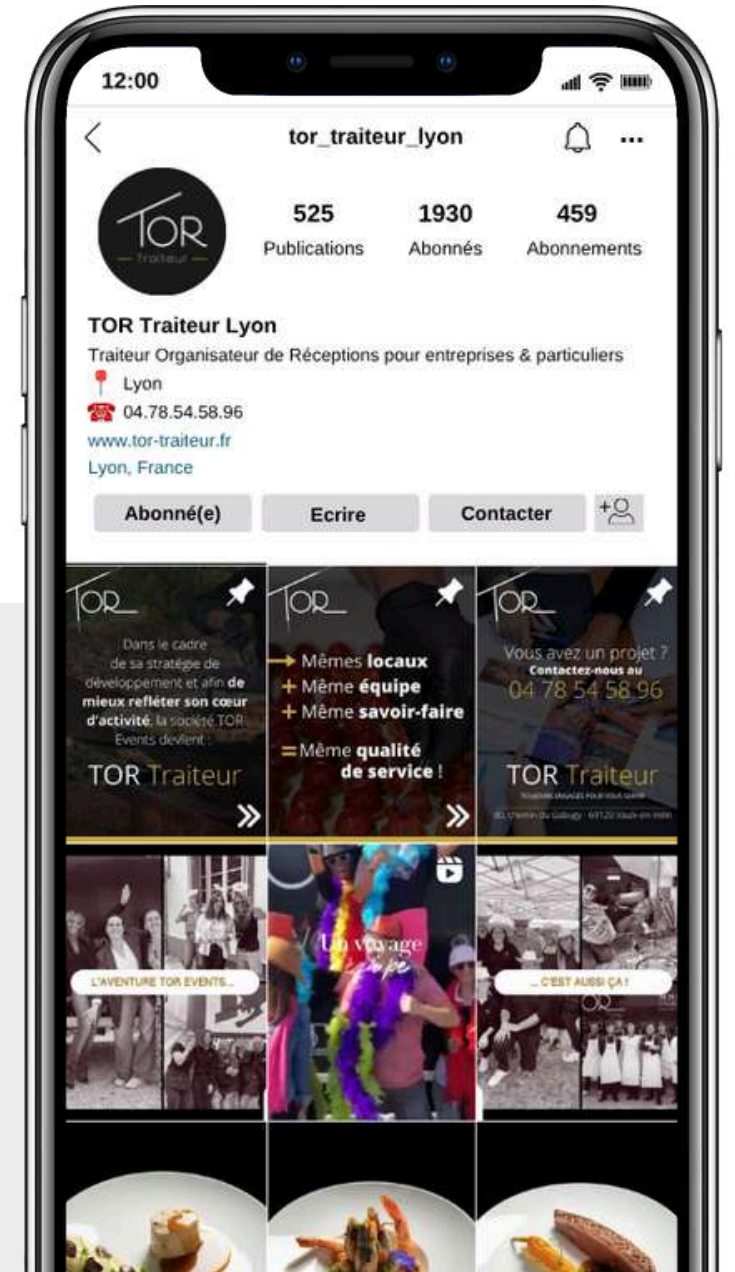 12:00
tor_traiteur_lyon
TOR
Traiteur
525
1930
459
Publications
Abonnés
Abonnements
TOR Traiteur Lyon
Traiteur Organisateur de Réceptions pour entreprises & particuliers
Lyon
04.78.54.58.96
www.tor-traiteur.fr
Lyon, France
Abonné(e)
Ecrire
Contacter
TOR
Dans le cadre
de sa stratégie de
développement et afin de
mieux refléter son cœur
d'activité, la société TOR
Events devient :
TOR Traiteur
TOR
Mêmes locaux
+ Même équipe
+ Même savoir-faire
= Même qualité
de service !
TOR
Vous avez un projet ?
Contactez-nous au
04 78 54 58 96
TOR Traiteur
L'AVENTURE TOR EVENTS...
Un voyage
... C'EST AUSSI ÇA !
TOR